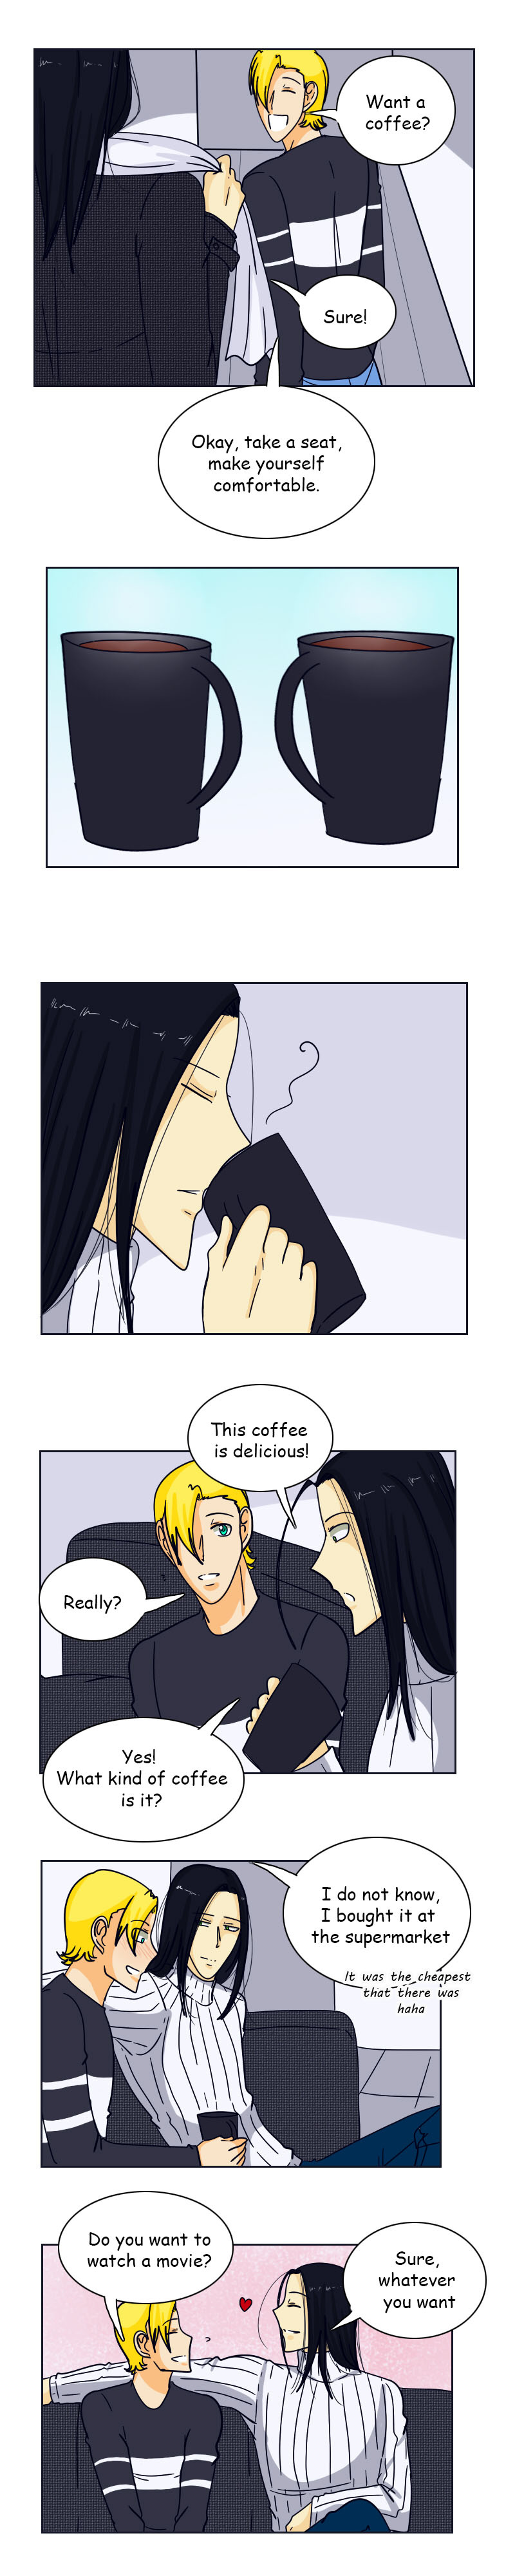 Want a
coffee?
Sure!
Okay, take a seat,
make yourself
comfortable.
This coffee
is delicious!
Really?
Yes!
What kind of coffee
is it?
I do not know,
I bought it at
the supermarket
It was the cheapest
that there was
haha
Do you want to
watch a movie?
Sure,
whatever
you want